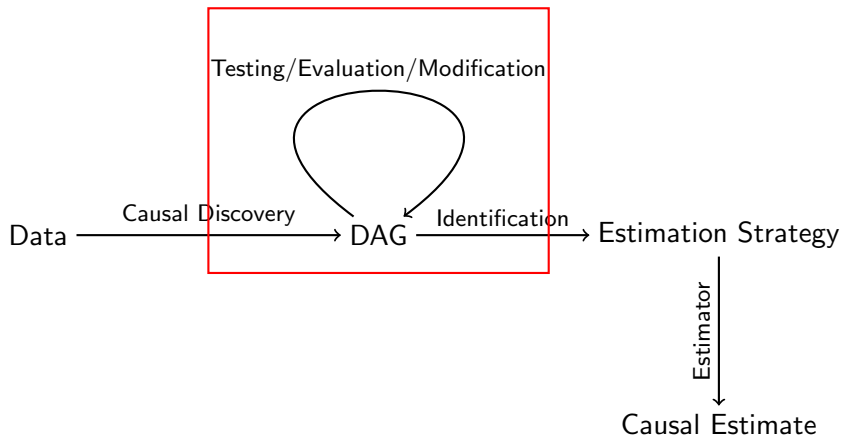 Testing/Evaluation/Modification
Causal Discovery
Identification
Data
DAG
Estimation Strategy
Estimator
Causal Estimate